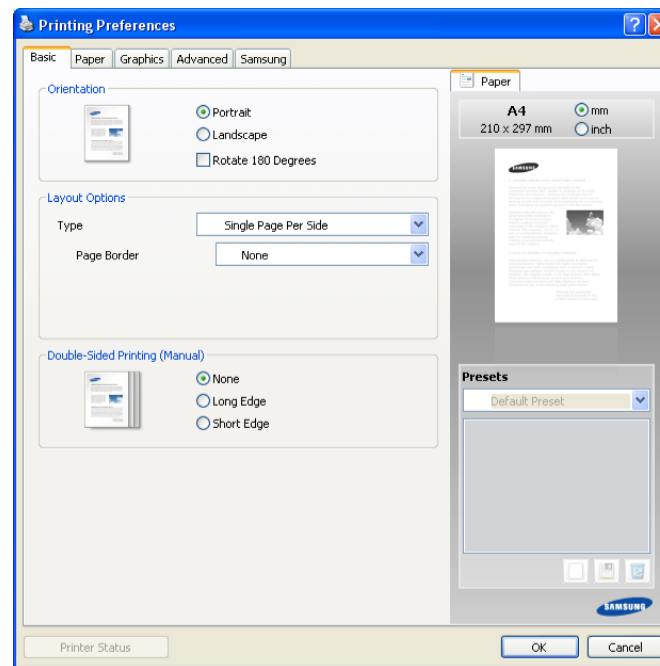 Printing Preferences
Basic
Paper
Graphics
Advanced
Samsung
Orientation
Portrait
Landscape
Rotate 180 Degrees
Layout Options
Type
Single Page Per Side
Page Border
None
Double-Sided Printing (Manual)
None
Long Edge
Short Edge
Paper
A4
210 x 297 mm
mm
inch
SAMSUNG
Presets
Default Preset
SAMSUNG
Printer Status
OK
Cancel